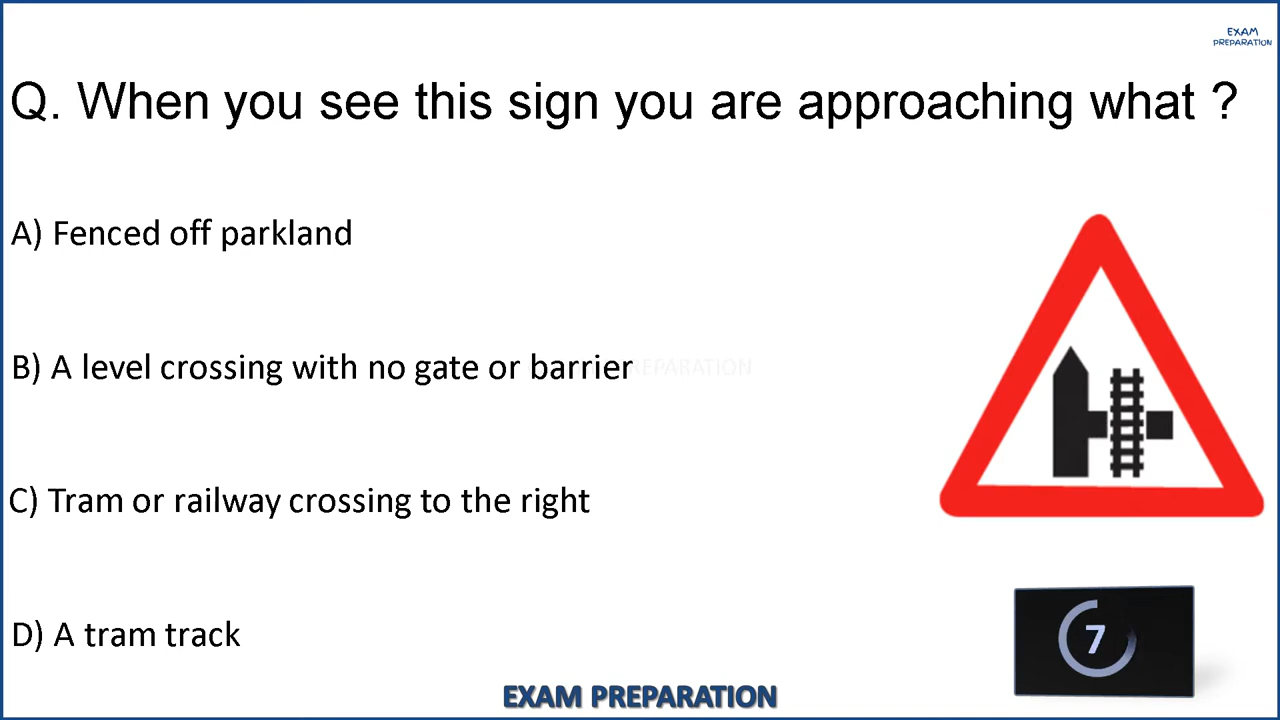 EXAM
PREPARATION
Q. When you see this sign you are approaching what ?
A) Fenced off parkland
B) A level crossing with no gate or barrier
PREPARATION
C) Tram or railway crossing to the right
D) A tram track
7
EXAM PREPARATION